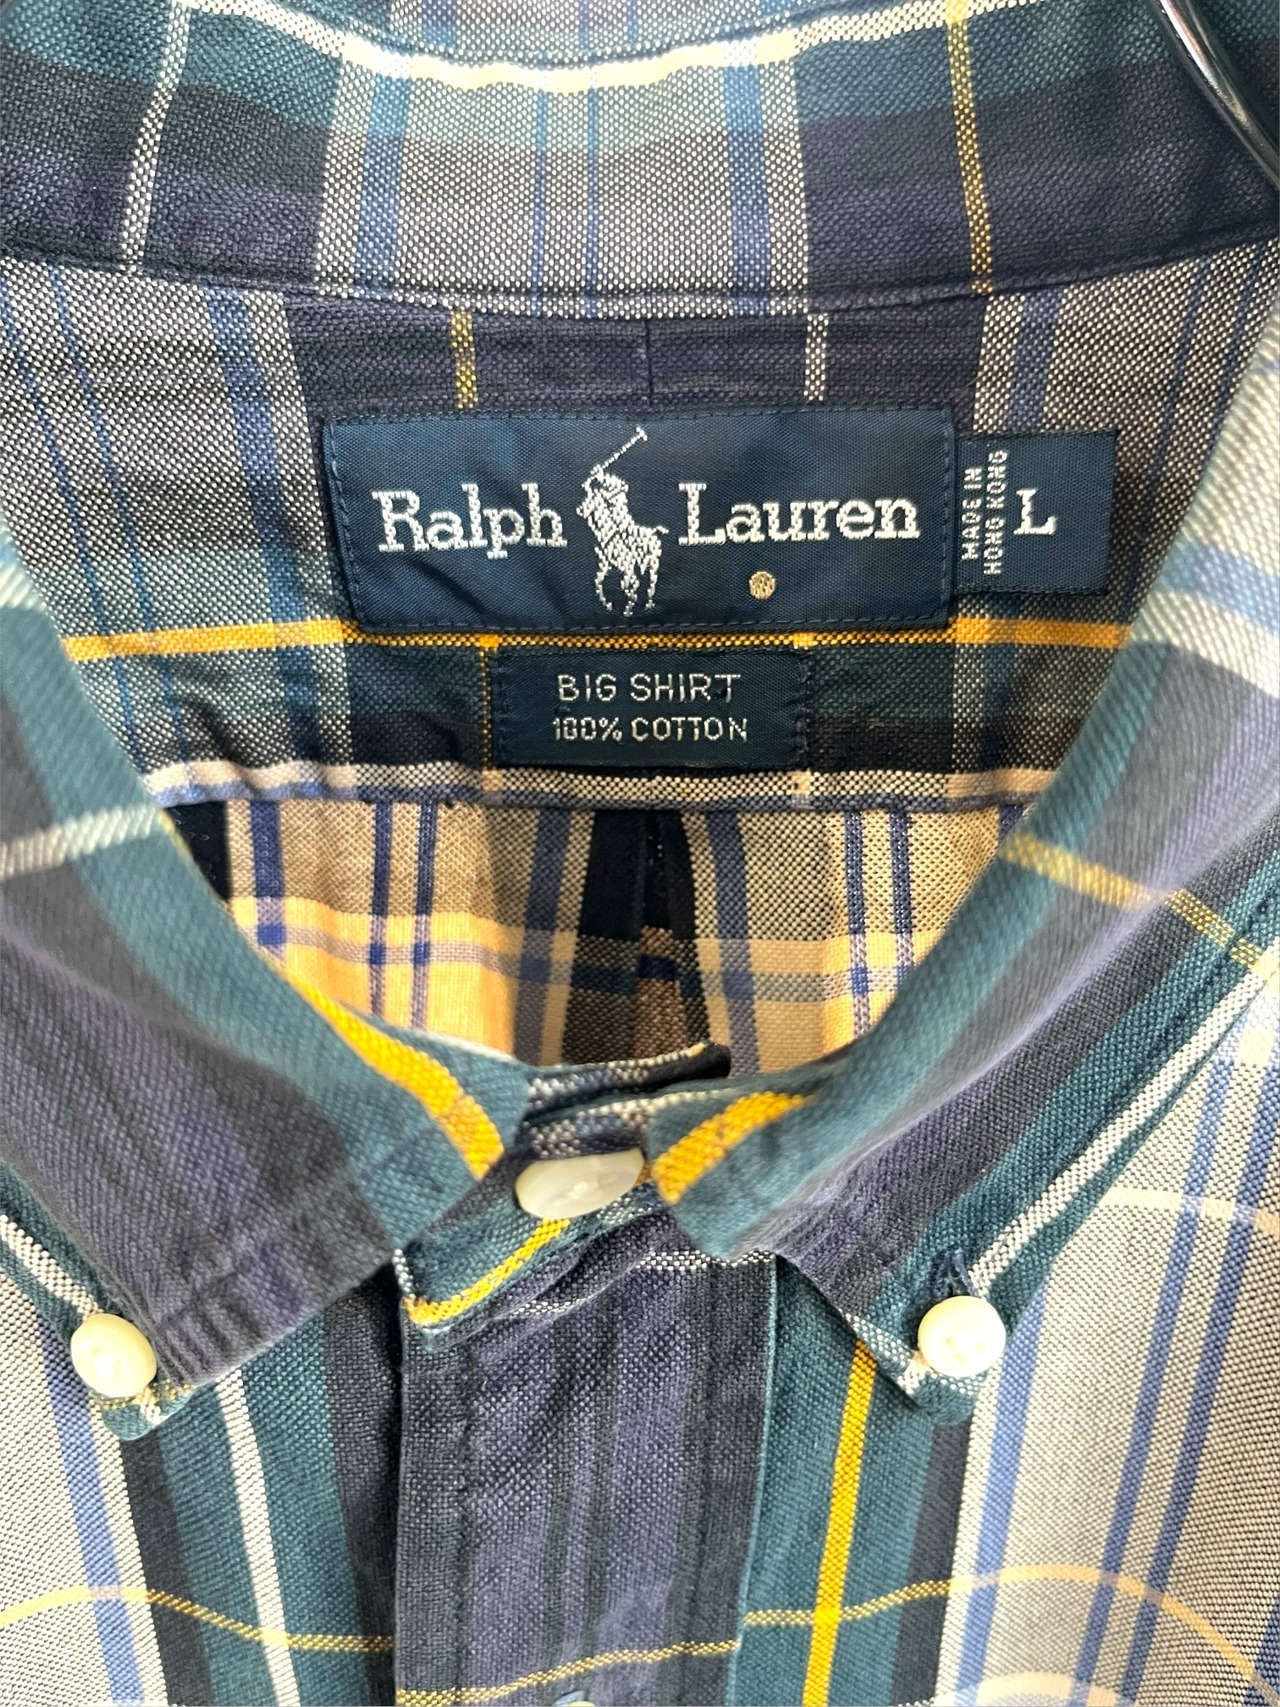 Ralph Lauren
MADE IN
HONG KONG
L
BIG SHIRT
100% COTTON